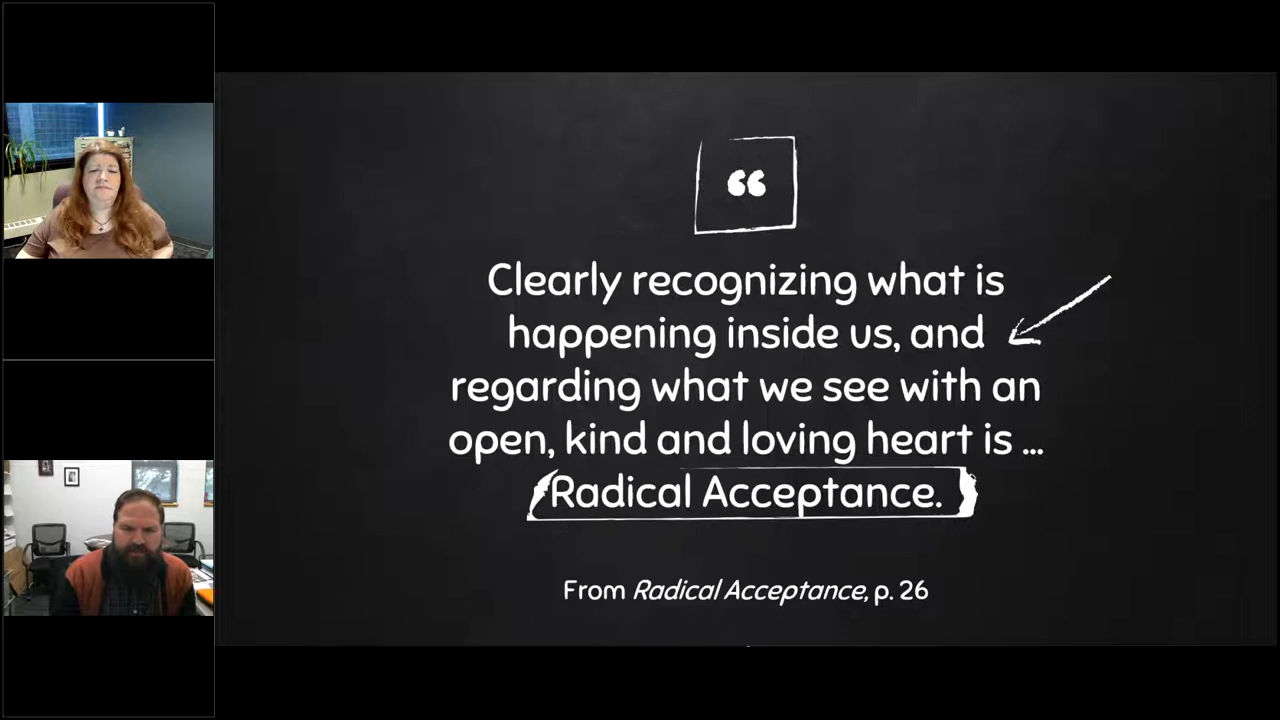 “
Clearly recognizing what is
happening inside us, and
regarding what we see with an
open, kind and loving heart is ...
Radical Acceptance.
From Radical Acceptance, p. 26